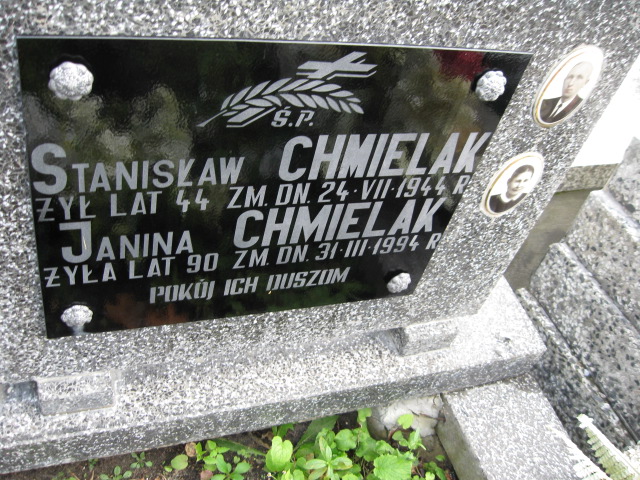 Ś.P.
STANISŁAW CHMIELAK
ŻYŁ LAT 44 ZM. DN. 24·VII·1944 R
JANINA CHMIELAK
ŻYŁA LAT 90 ZM. DN. 31·III·1994 R
POKÓJ ICH DUSZOM